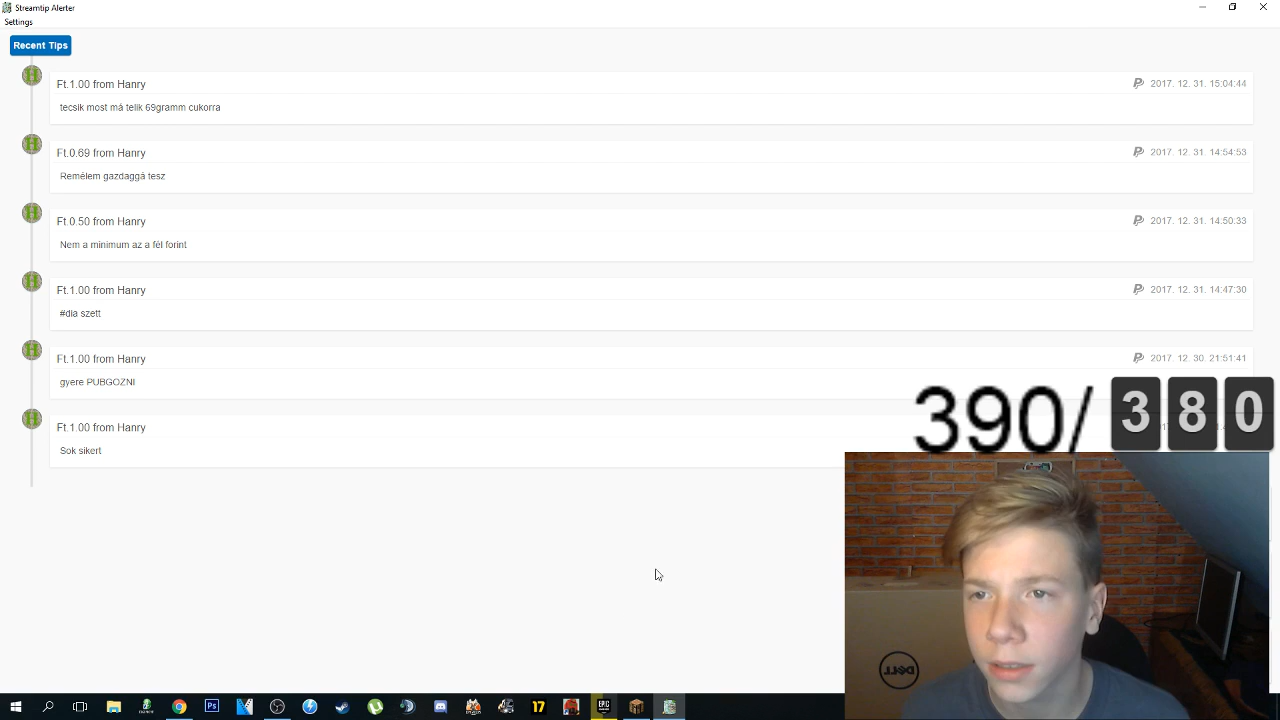 Streamtip Alerter
Settings
Recent Tips
Ft.1.00 from Hanry
2017. 12. 31. 15:04:44
tecsik most má telik 69gramm cukorra
Ft.0.69 from Hanry
2017. 12. 31. 14:54:53
Remélem gazdaggá tesz
Ft.0.50 from Hanry
2017. 12. 31. 14:50:33
Nem a minimum az a fél forint
Ft.1.00 from Hanry
2017. 12. 31. 14:47:30
#dia szett
Ft.1.00 from Hanry
2017. 12. 30. 21:51:41
gyere PUBGOZNI
390/380
Ft.1.00 from Hanry
Sok sikert
DELL
Ps
17
EPIC